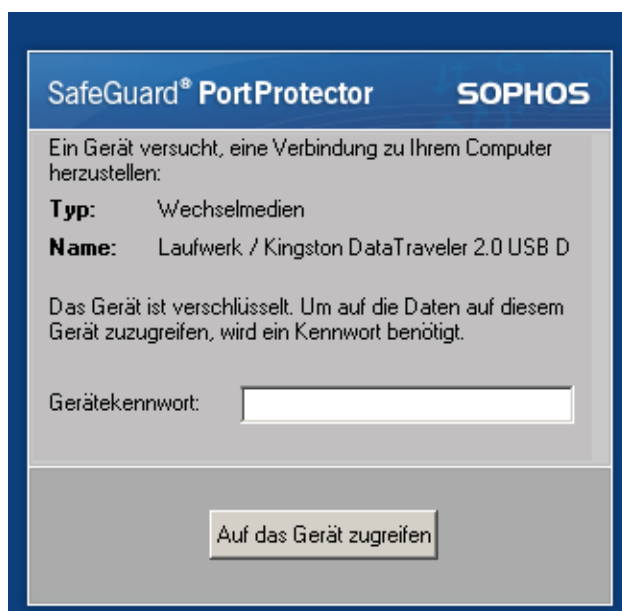 SafeGuard® PortProtector SOPHOS
Ein Gerät versucht, eine Verbindung zu Ihrem Computer
herzustellen:
Typ: Wechselmedien
Name: Laufwerk / Kingston DataTraveler 2.0 USB D
Das Gerät ist verschlüsselt. Um auf die Daten auf diesem
Gerät zuzugreifen, wird ein Kennwort benötigt.
Gerätekennwort:
Auf das Gerät zugreifen